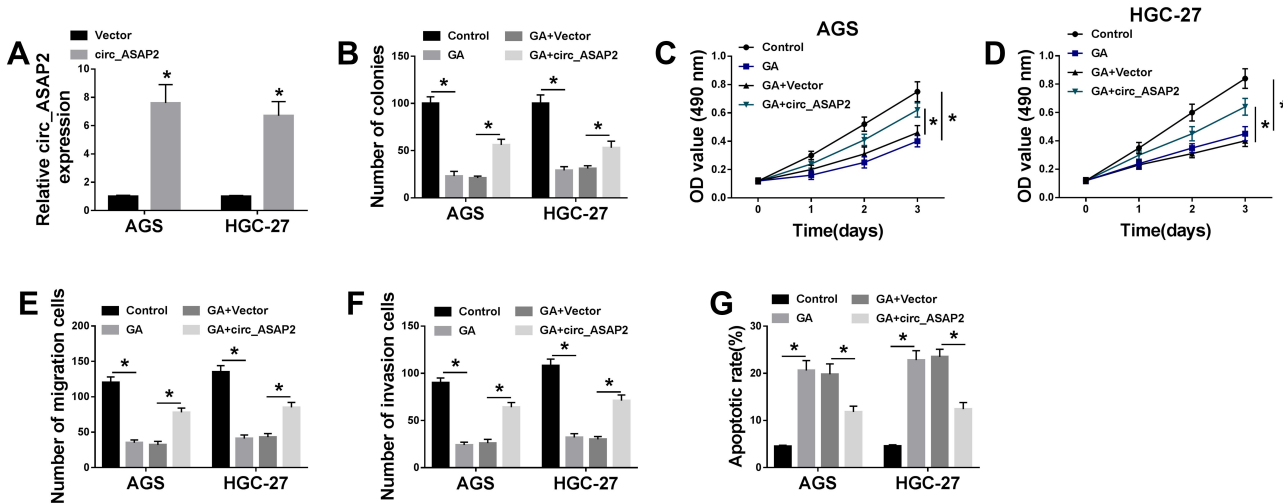 A
Vector
circ_ASAP2
Relative circ_ASAP2
expression
10
8
6
4
2
0
*
*
AGS
HGC-27
B
Control
GA
GA+Vector
GA+circ_ASAP2
Number of colonies
150
100
50
0
*
*
*
*
AGS
HGC-27
C
AGS
Control
GA
GA+Vector
GA+circ_ASAP2
OD value (490 nm)
1.0
0.8
0.6
0.4
0.2
0.0
0
1
2
3
*
*
Time(days)
D
HGC-27
Control
GA
GA+Vector
GA+circ_ASAP2
OD value (490 nm)
1.0
0.8
0.6
0.4
0.2
0.0
0
1
2
3
*
*
Time(days)
E
Control
GA
GA+Vector
GA+circ_ASAP2
Number of migration cells
200
150
100
50
0
*
*
*
*
AGS
HGC-27
F
Control
GA
GA+Vector
GA+circ_ASAP2
Number of invasion cells
150
100
50
0
*
*
*
*
AGS
HGC-27
G
Control
GA
GA+Vector
GA+circ_ASAP2
Apoptotic rate(%)
30
20
10
0
*
*
*
*
AGS
HGC-27